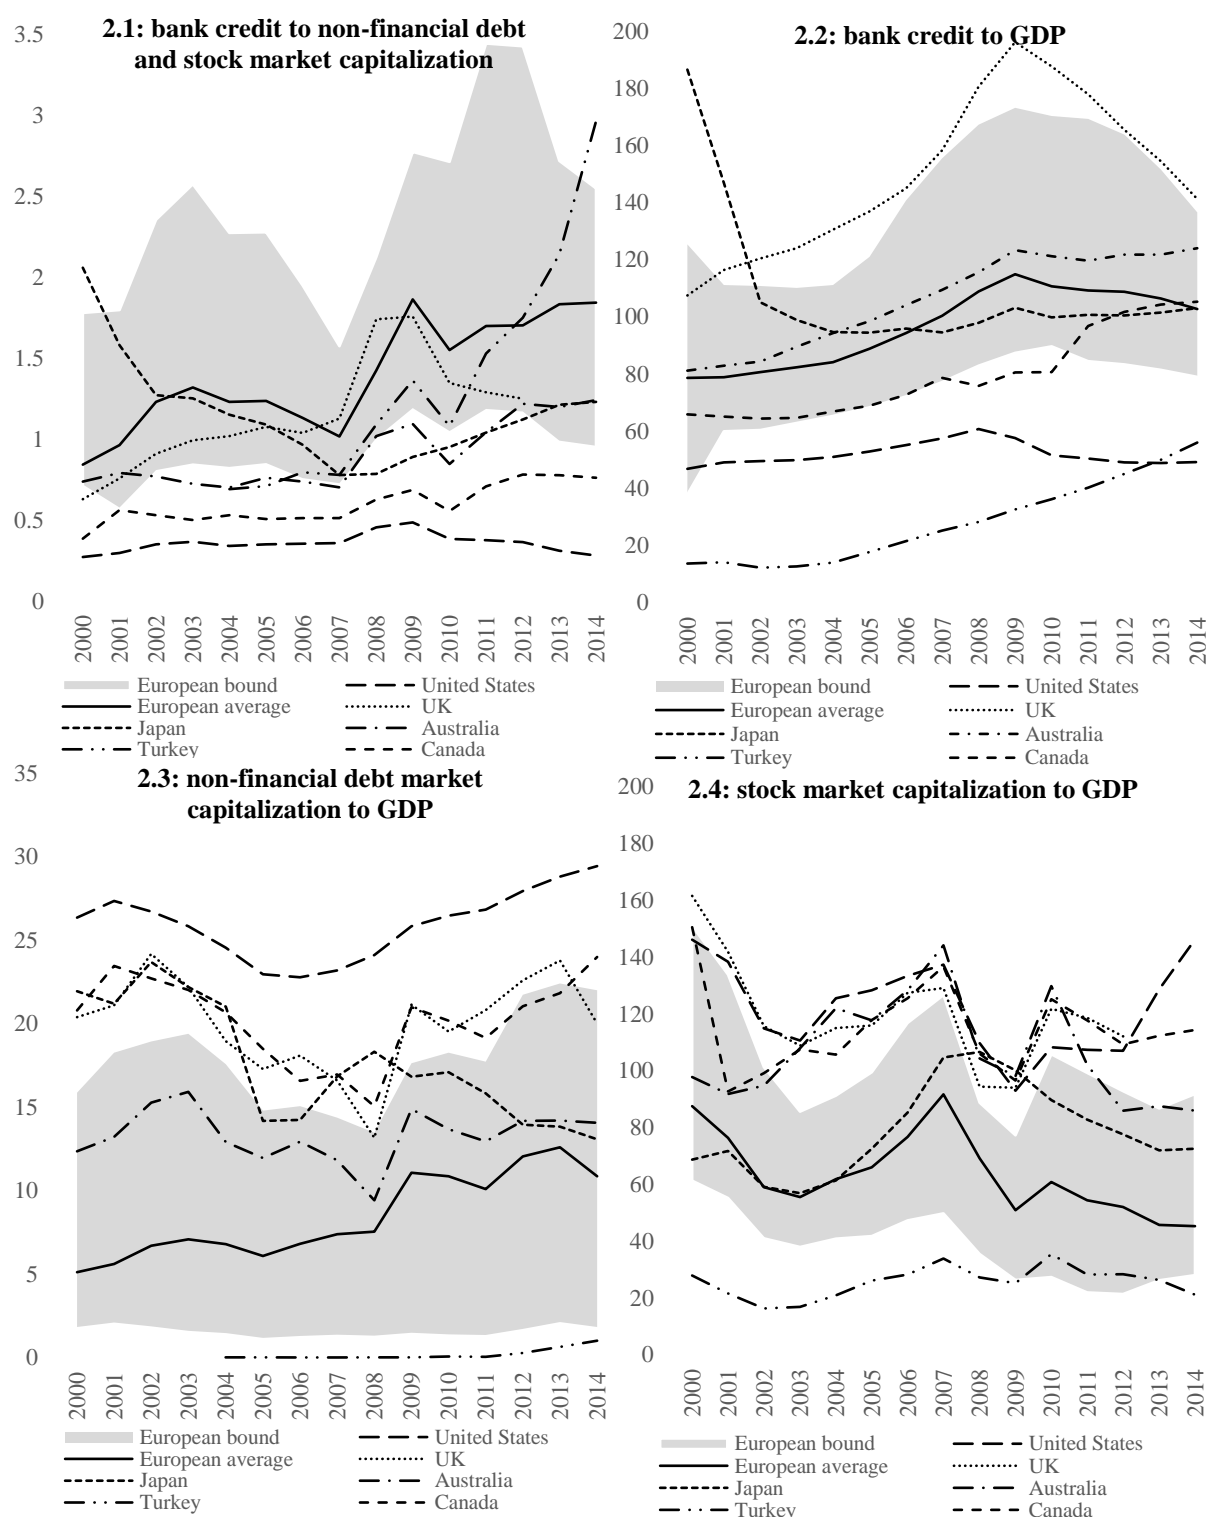 2.1: bank credit to non-financial debt
and stock market capitalization
3.5
3
2.5
2
1.5
1
0.5
0
2000 2001 2002 2003 2004 2005 2006 2007 2008 2009 2010 2011 2012 2013 2014
European bound United States
European average UK
Japan Australia
Turkey Canada
2.2: bank credit to GDP
200
180
160
140
120
100
80
60
40
20
0
2000 2001 2002 2003 2004 2005 2006 2007 2008 2009 2010 2011 2012 2013 2014
European bound United States
European average UK
Japan Australia
Turkey Canada
2.3: non-financial debt market
capitalization to GDP
35
30
25
20
15
10
5
0
2000 2001 2002 2003 2004 2005 2006 2007 2008 2009 2010 2011 2012 2013 2014
European bound United States
European average UK
Japan Australia
Turkey Canada
2.4: stock market capitalization to GDP
200
180
160
140
120
100
80
60
40
20
0
2000 2001 2002 2003 2004 2005 2006 2007 2008 2009 2010 2011 2012 2013 2014
European bound United States
European average UK
Japan Australia
Turkey Canada